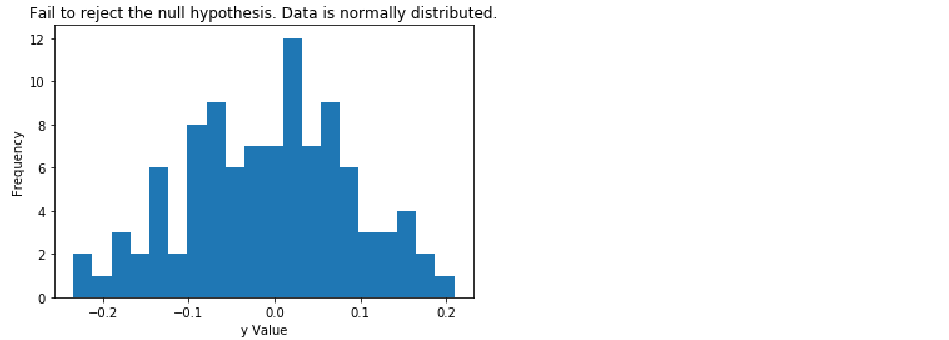 Fail to reject the null hypothesis. Data is normally distributed.
12
10
8
6
4
2
0
Frequency
−0.2 −0.1 0.0 0.1 0.2
y Value